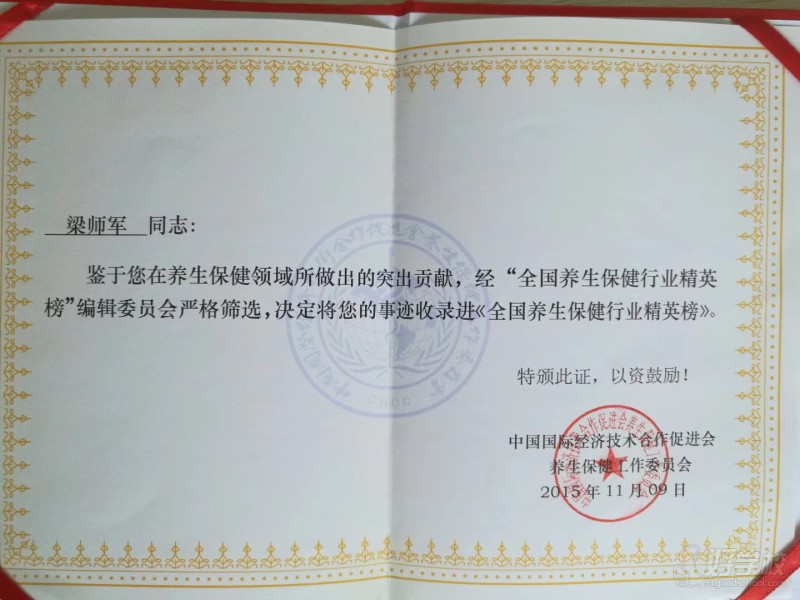 梁师军 同志:
鉴于您在养生保健领域所做出的突出贡献，经“全国养生保健行业精英
榜”编辑委员会严格筛选，决定将您的事迹收录进《全国养生保健行业精英榜》。
特颁此证，以资鼓励！
中国国际经济技术合作促进会
养生保健工作委员会
2015年11月09日